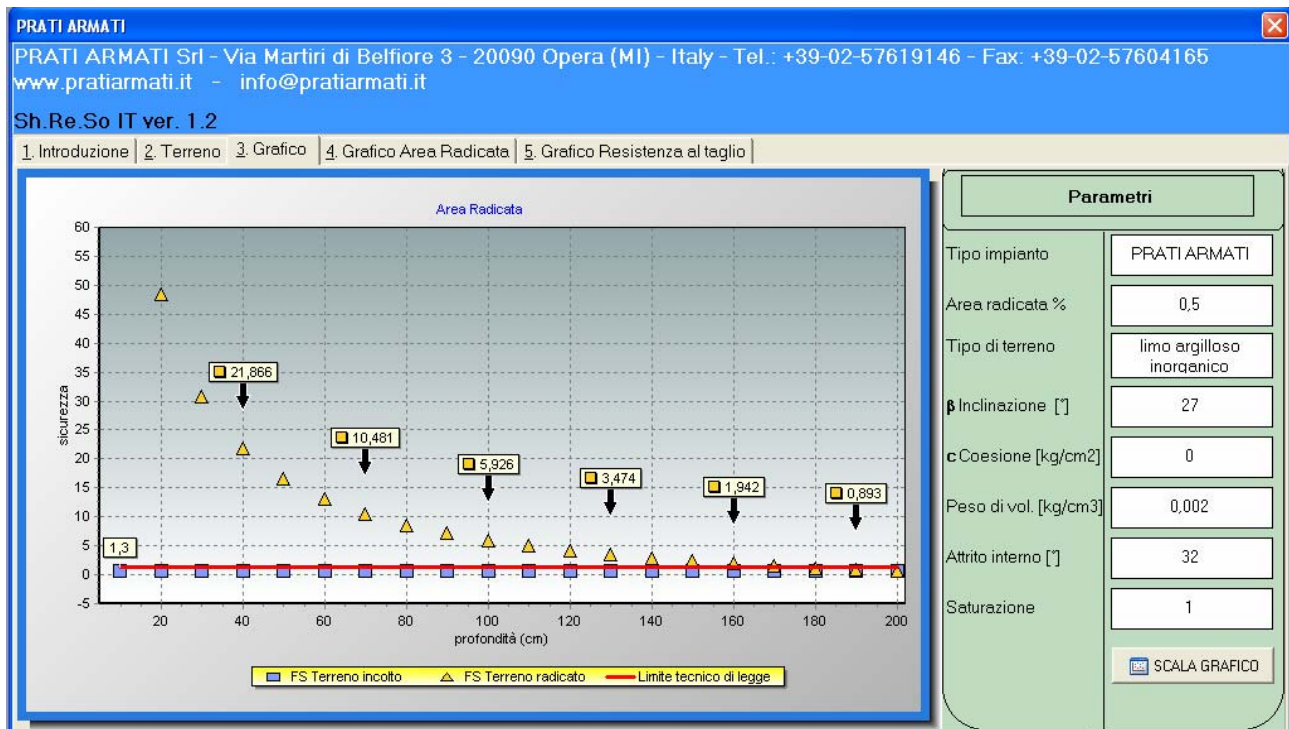 PRATI ARMATI
PRATI ARMATI Srl - Via Martiri di Belfiore 3 - 20090 Opera (MI) - Italy - Tel.: +39-02-57619146 - Fax: +39-02-57604165
www.pratiarmati.it - info@pratiarmati.it
Sh.Re.So IT ver. 1.2
1. Introduzione 2. Terreno 3. Grafico 4. Grafico Area Radicata 5. Grafico Resistenza al taglio
Area Radicata
60
55
50
45
40
35
30
25
20
15
10
5
0
-5
sicurezza
21,866
10,481
5,926
3,474
1,942
0,893
1,3
20 40 60 80 100 120 140 160 180 200
profondità (cm)
FS Terreno incolto FS Terreno radicato Limite tecnico di legge
Parametri
Tipo impianto PRATI ARMATI
Area radicata % 0,5
Tipo di terreno limo argilloso
inorganico
β Inclinazione [°] 27
c Coesione [kg/cm2] 0
Peso di vol. [kg/cm3] 0,002
Attrito interno [°] 32
Saturazione 1
SCALA GRAFICO